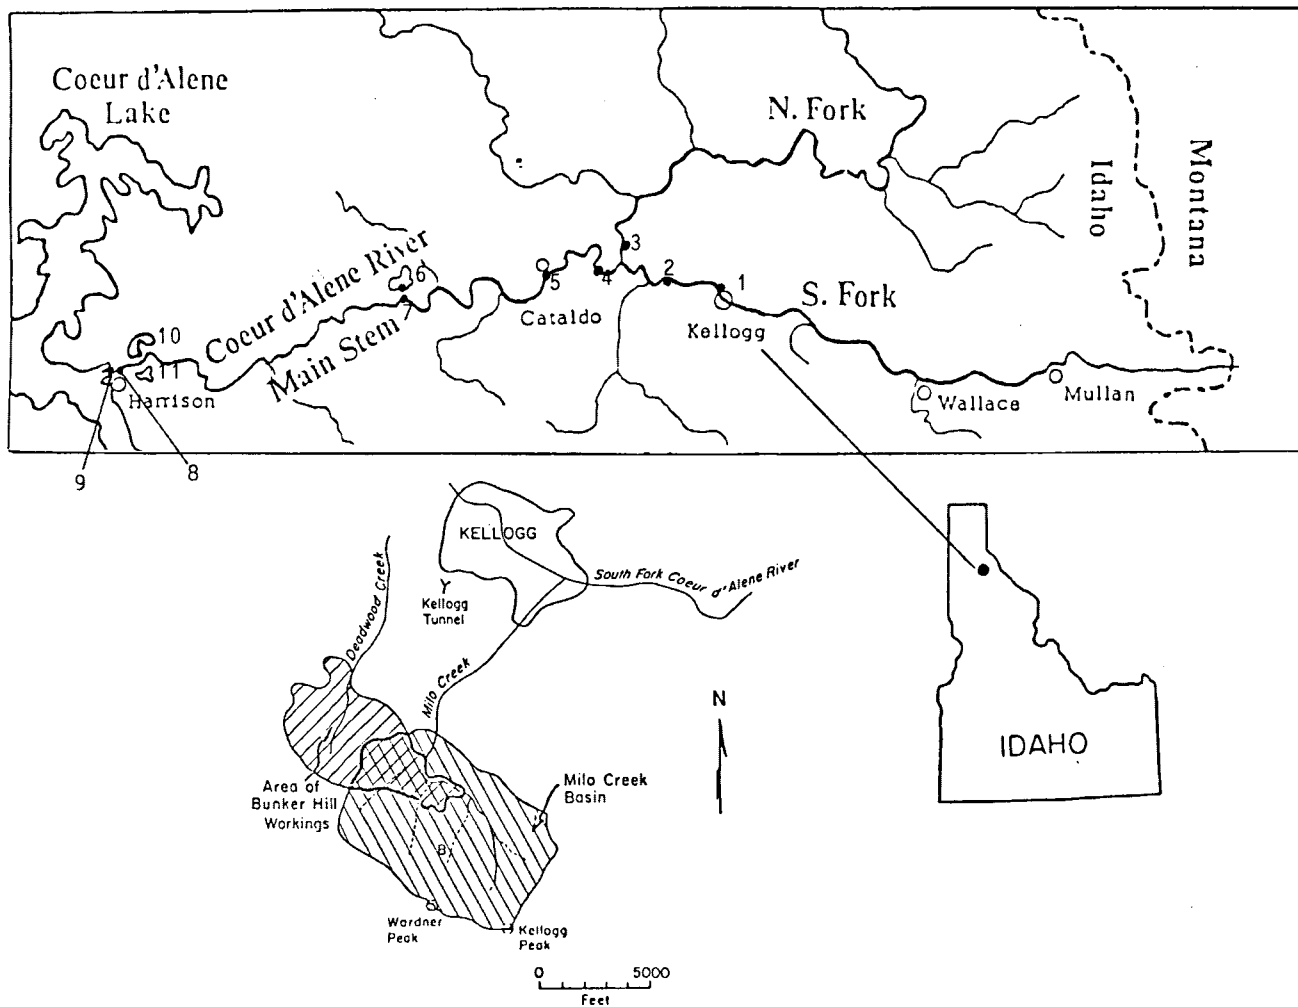 Coeur d'Alene
Lake
N. Fork
Idaho
Montana
Coeur d'Alene River
Main Stem
S. Fork
1
2
3
4
5
6
7
10
11
Cataldo
Kellogg
Harrison
Wallace
Mullan
9
8
KELLOGG
South Fork Coeur d'Alene River
Kellogg
Tunnel
Deadwood Creek
Milo Creek
N
IDAHO
Area of
Bunker Hill
Workings
Milo Creek
Basin
Wardner
Peak
Kellogg
Peak
0 5000
Feet